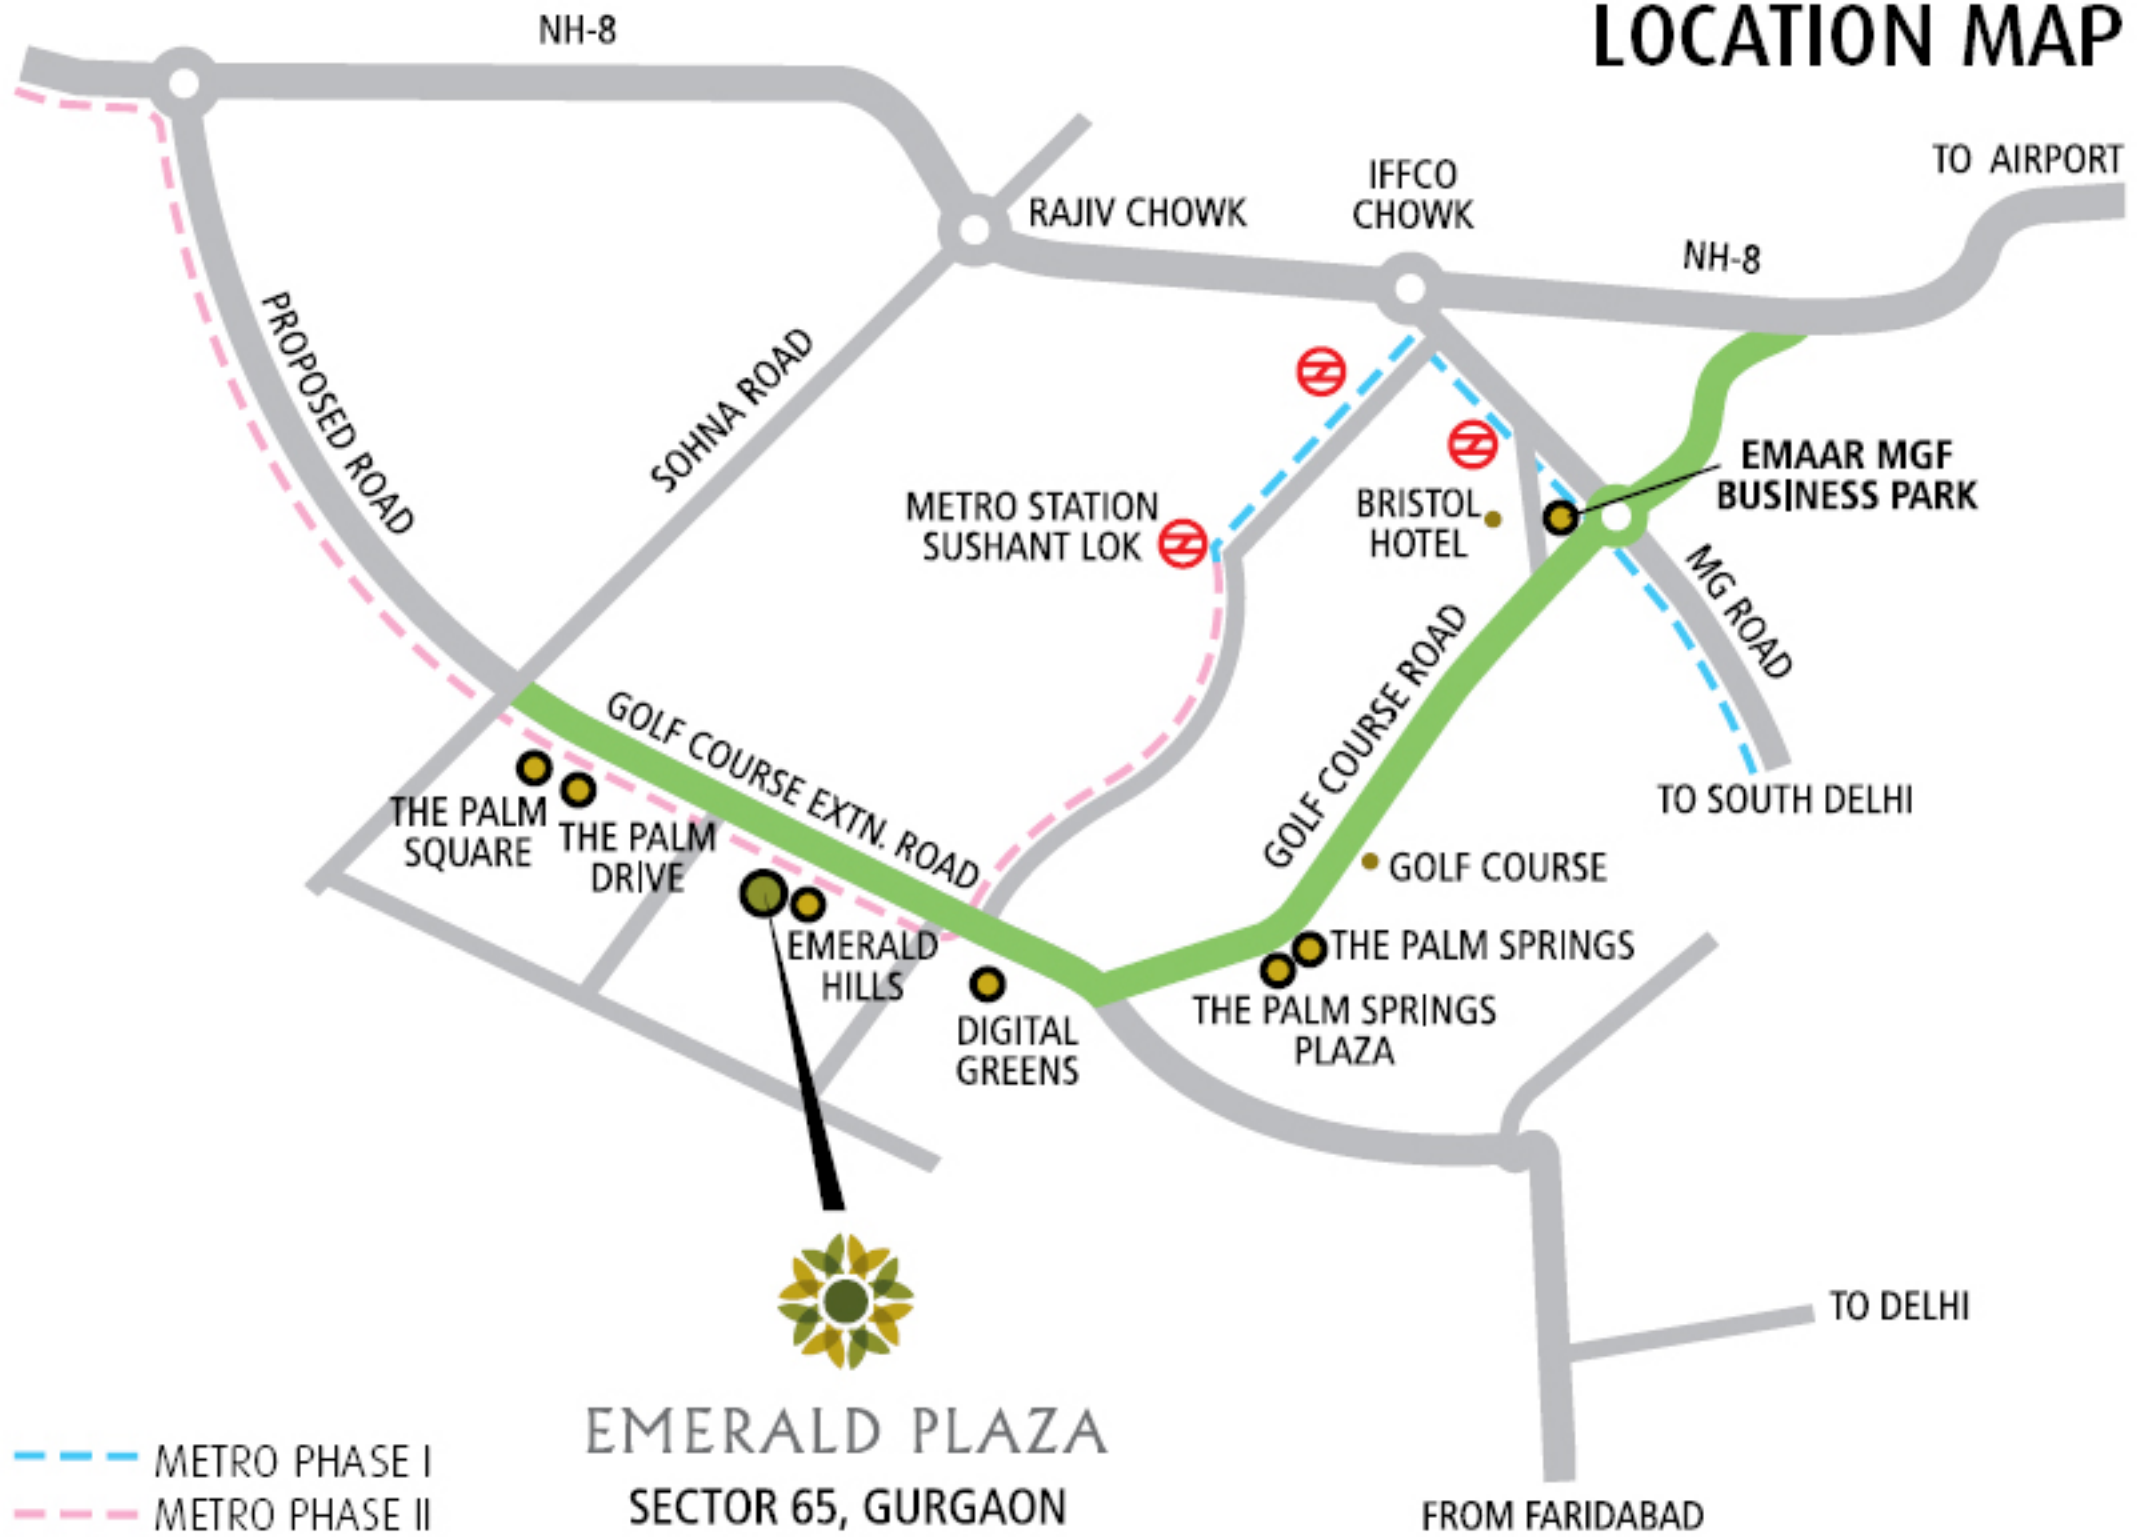 LOCATION MAP
NH-8
TO AIRPORT
IFFCO
CHOWK
RAJIV CHOWK
NH-8
PROPOSED ROAD
SOHNA ROAD
EMAAR MGF
BUSINESS PARK
METRO STATION
SUSHANT LOK
BRISTOL
HOTEL
MG ROAD
GOLF COURSE ROAD
GOLF COURSE EXTN. ROAD
TO SOUTH DELHI
THE PALM
SQUARE
THE PALM
DRIVE
GOLF COURSE
EMERALD
HILLS
THE PALM SPRINGS
THE PALM SPRINGS
PLAZA
DIGITAL
GREENS
TO DELHI
EMERALD PLAZA
SECTOR 65, GURGAON
METRO PHASE I
METRO PHASE II
FROM FARIDABAD